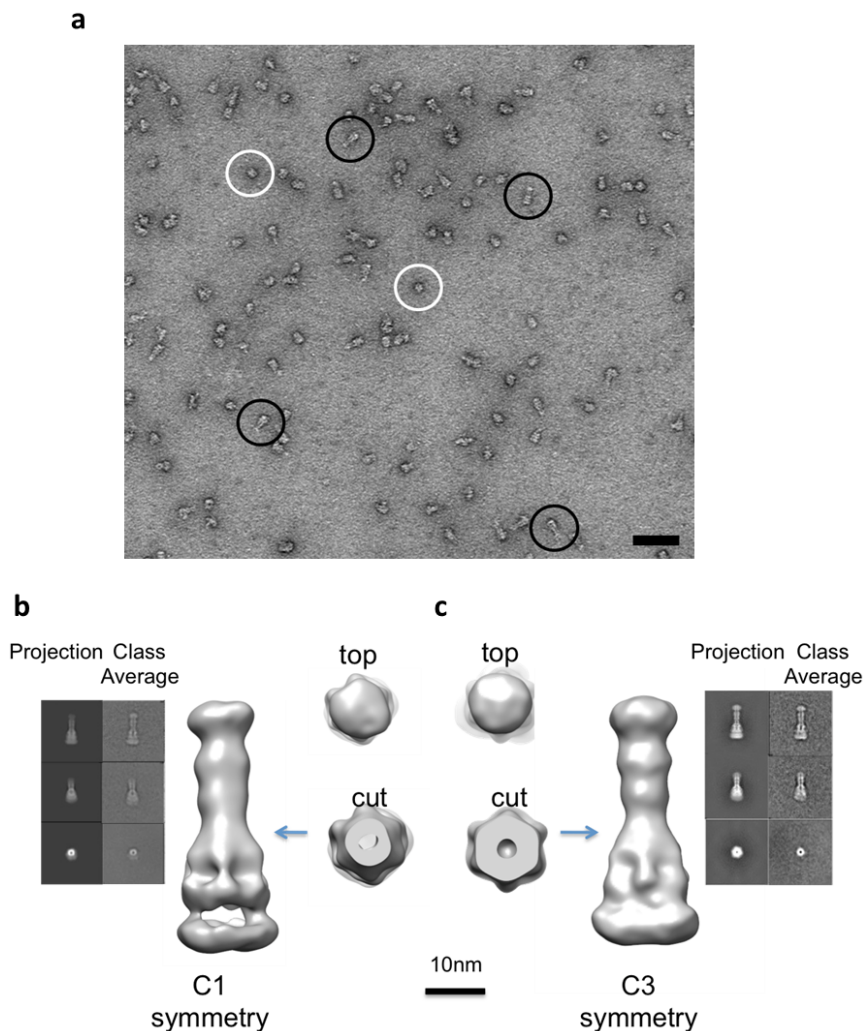 a
b
c
Projection Class
Average
top
cut
C1
symmetry
top
Projection Class
Average
cut
10nm
C3
symmetry